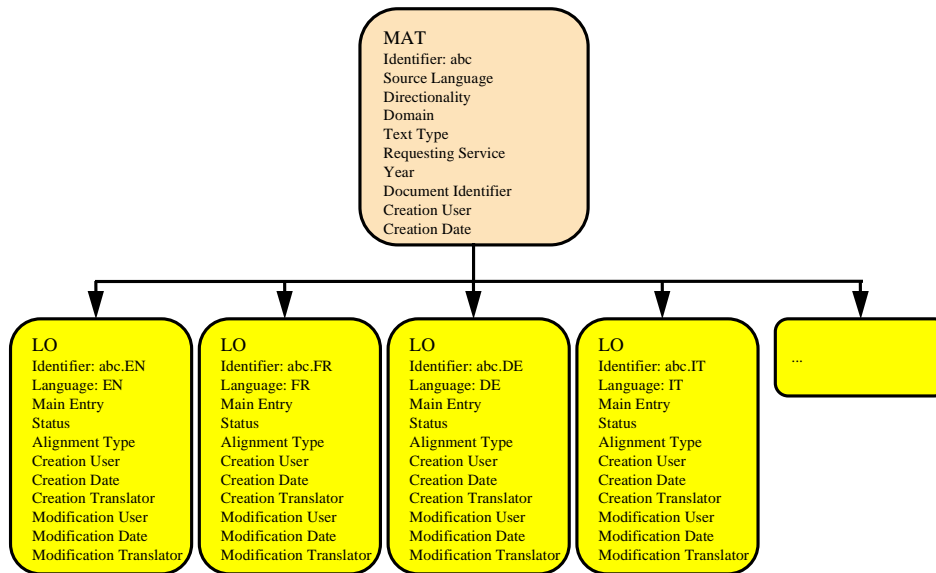 MAT
Identifier: abc
Source Language
Directionality
Domain
Text Type
Requesting Service
Year
Document Identifier
Creation User
Creation Date
LO
Identifier: abc.EN
Language: EN
Main Entry
Status
Alignment Type
Creation User
Creation Date
Creation Translator
Modification User
Modification Date
Modification Translator
LO
Identifier: abc.FR
Language: FR
Main Entry
Status
Alignment Type
Creation User
Creation Date
Creation Translator
Modification User
Modification Date
Modification Translator
LO
Identifier: abc.DE
Language: DE
Main Entry
Status
Alignment Type
Creation User
Creation Date
Creation Translator
Modification User
Modification Date
Modification Translator
LO
Identifier: abc.IT
Language: IT
Main Entry
Status
Alignment Type
Creation User
Creation Date
Creation Translator
Modification User
Modification Date
Modification Translator
...